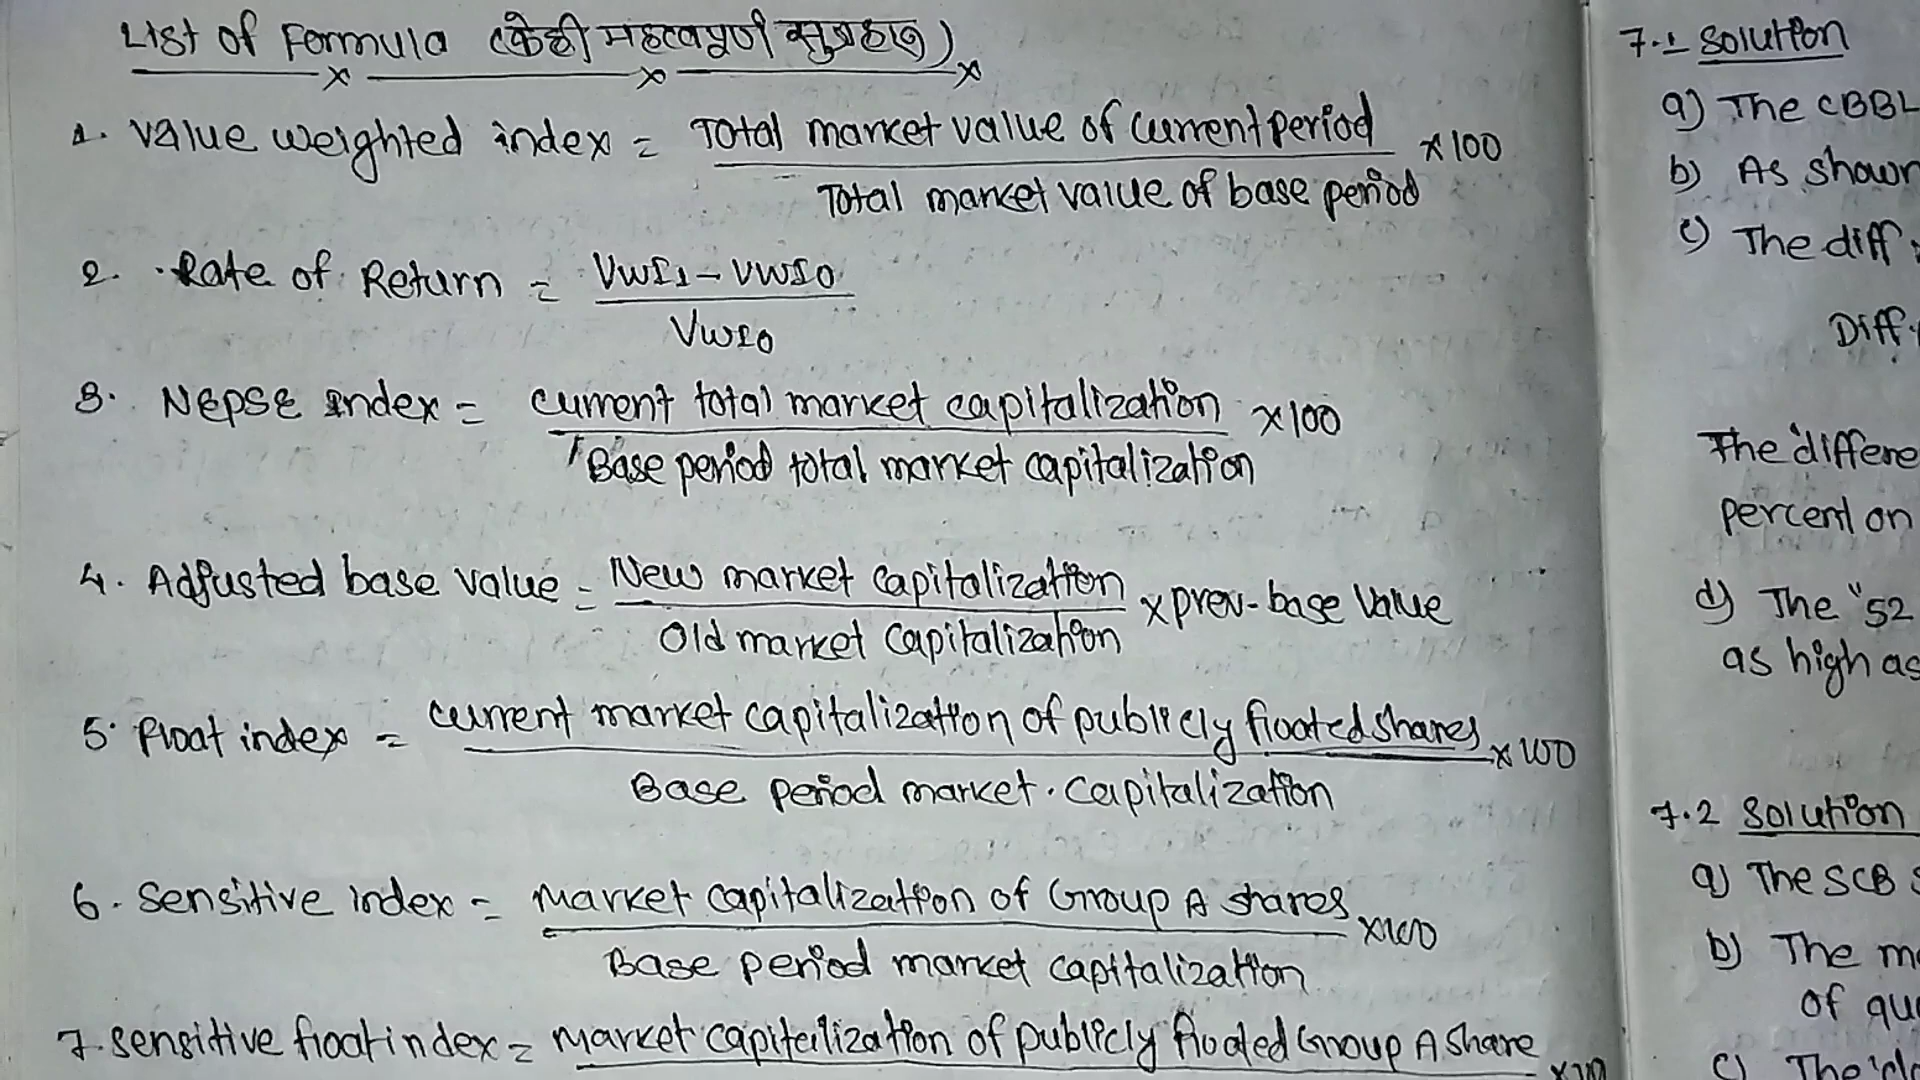 List of Formula (केही महत्वपूर्ण सुत्रहरु)
1. Value weighted index = Total market value of current period / Total market value of base period × 100
2. Rate of Return = VWI1 - VWI0 / VWI0
3. Nepse index = current total market capitalization / Base period total market capitalization ×100
4. Adjusted base value = New market capitalization / Old market capitalization × prev. base value
5. Float index = current market capitalization of publicly floated shares / Base period market capitalization ×100
6. Sensitive index = Market capitalization of Group A shares / Base period market capitalization ×100
7. Sensitive float index = market capitalization of publicly floated Group A share ×100
7.1 Solution
a) The CBBL
b) As shown
c) The diff
Diff.
The differe
percent on
d) The "52
as high as
7.2 Solution
a) The SCB
b) The m
of qu
c) The